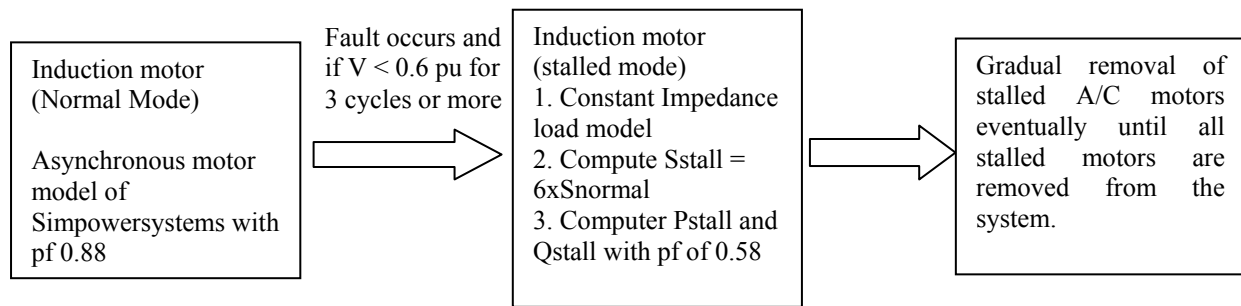 Induction motor
(Normal Mode)
Asynchronous motor
model of
Simpowersystems with
pf 0.88
Fault occurs and
if V < 0.6 pu for
3 cycles or more
Induction motor
(stalled mode)
1. Constant Impedance
load model
2. Compute Sstall =
6xSnormal
3. Computer Pstall and
Qstall with pf of 0.58
Gradual removal of
stalled A/C motors
eventually until all
stalled motors are
removed from the
system.